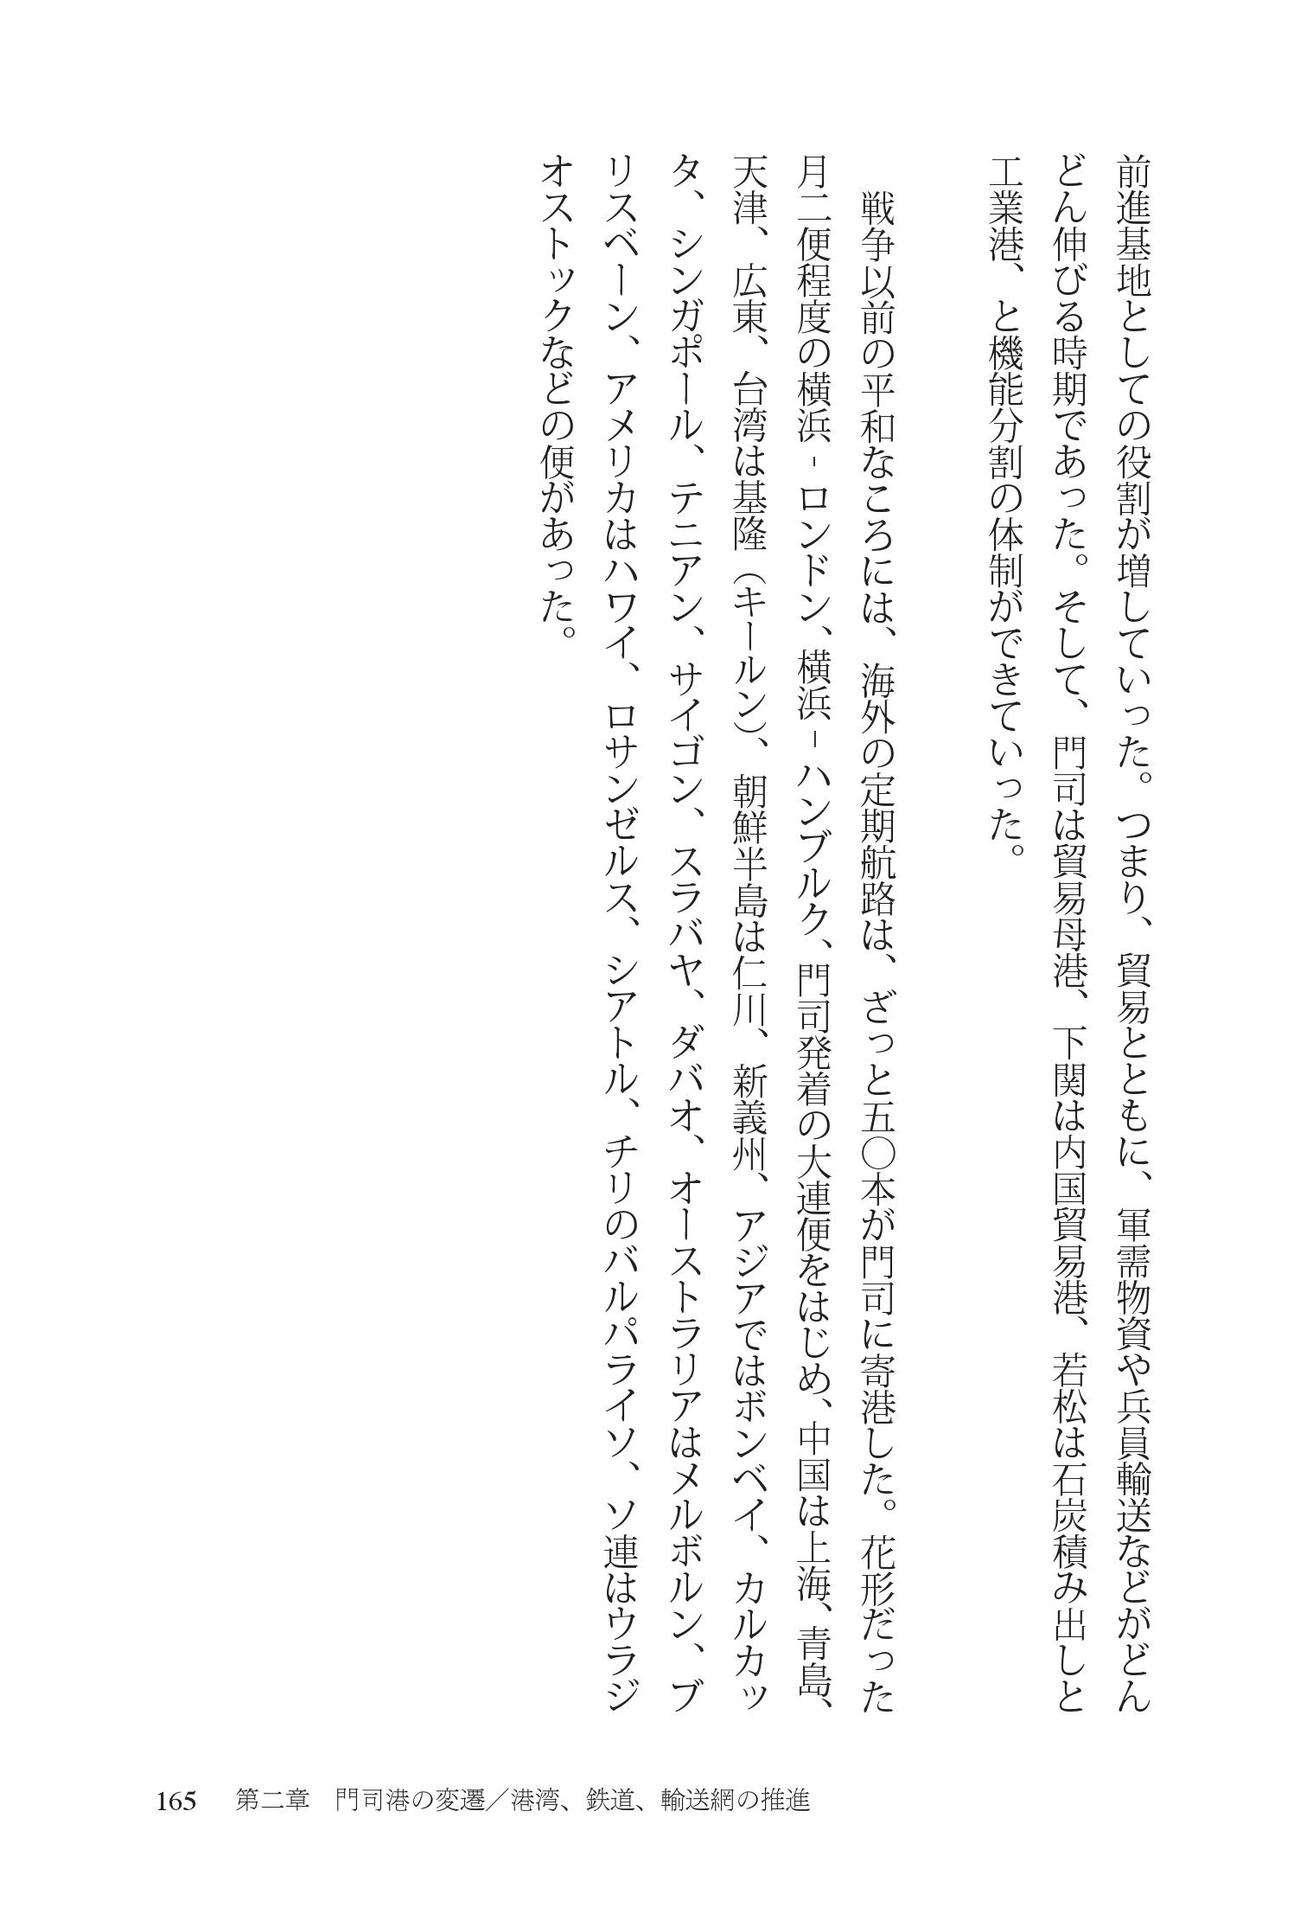 前進基地としての役割が増していった。つまり、貿易とともに、軍需物資や兵員輸送などがどん
どん伸びる時期であった。そして、門司は貿易母港、下関は内国貿易港、若松は石炭積み出しと
工業港、と機能分割の体制ができていった。
戦争以前の平和なころには、海外の定期航路は、ざっと五〇本が門司に寄港した。花形だった
月二便程度の横浜-ロンドン、横浜-ハンブルク、門司発着の大連便をはじめ、中国は上海、青島、
天津、広東、台湾は基隆（キールン）、朝鮮半島は仁川、新義州、アジアではボンベイ、カルカッ
タ、シンガポール、テニアン、サイゴン、スラバヤ、ダバオ、オーストラリアはメルボルン、ブ
リスベーン、アメリカはハワイ、ロサンゼルス、シアトル、チリのバルパライソ、ソ連はウラジ
オストックなどの便があった。
165 第二章 門司港の変遷／港湾、鉄道、輸送網の推進